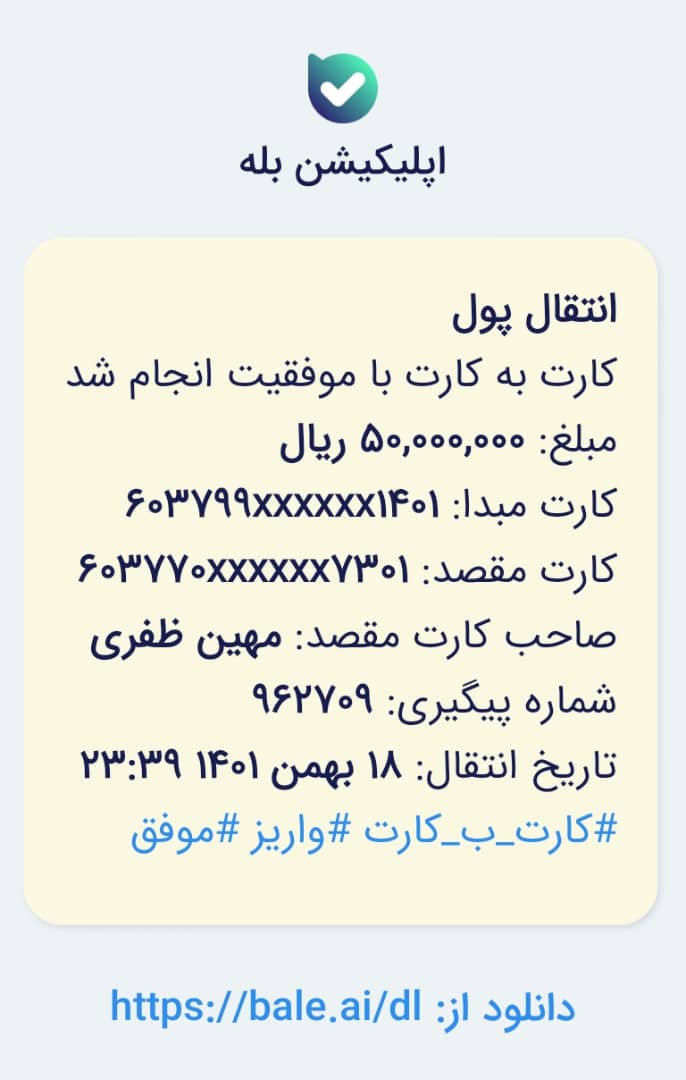 اپلیکیشن بله
انتقال پول
کارت به کارت با موفقیت انجام شد
مبلغ: ۵۰,۰۰۰,۰۰۰ ریال
کارت مبدا: ۶۰۳۷۹۹xxxxxx۱۴۰۱
کارت مقصد: ۶۰۳۷۷۰xxxxxx۷۳۰۱
صاحب کارت مقصد: مهین ظفری
شماره پیگیری: ۹۶۲۷۰۹
تاریخ انتقال: ۱۸ بهمن ۱۴۰۱ ۲۳:۳۹
#کارت_ب_کارت #واریز #موفق
دانلود از: https://bale.ai/dl